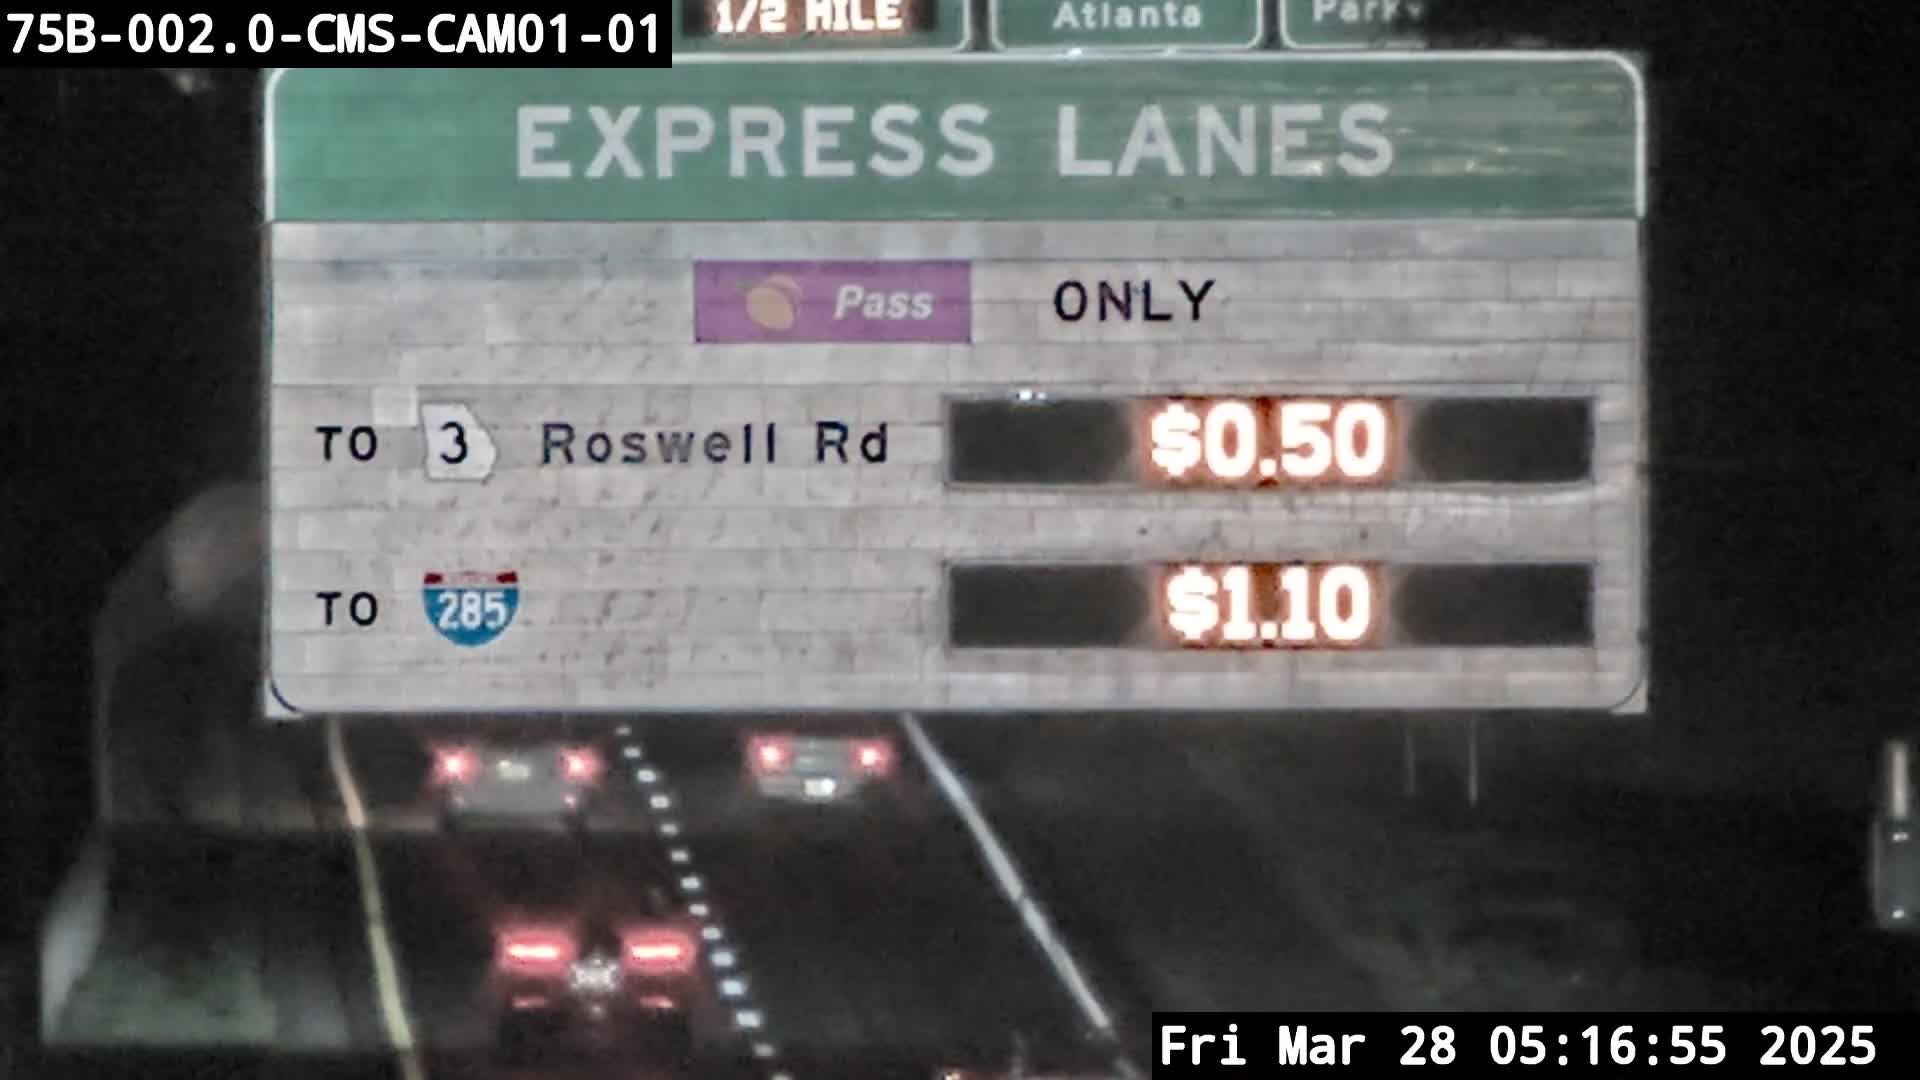 75B-002.0-CMS-CAM01-01
1/2 MILE
Atlanta
EXPRESS LANES
Pass ONLY
TO 3 Roswell Rd $0.50
TO 285 $1.10
Fri Mar 28 05:16:55 2025